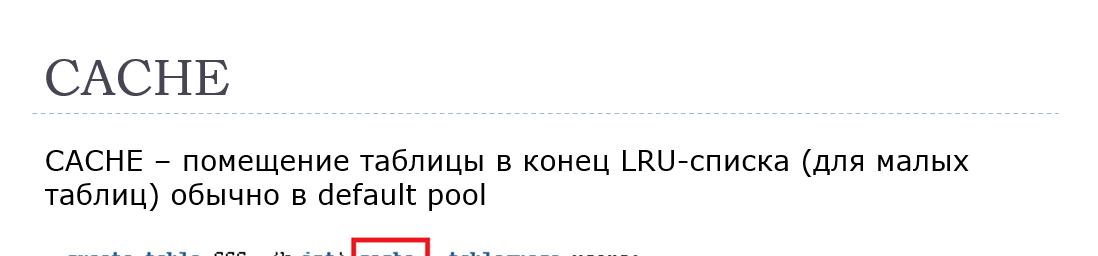 CACHE
CACHE – помещение таблицы в конец LRU-списка (для малых
таблиц) обычно в default pool